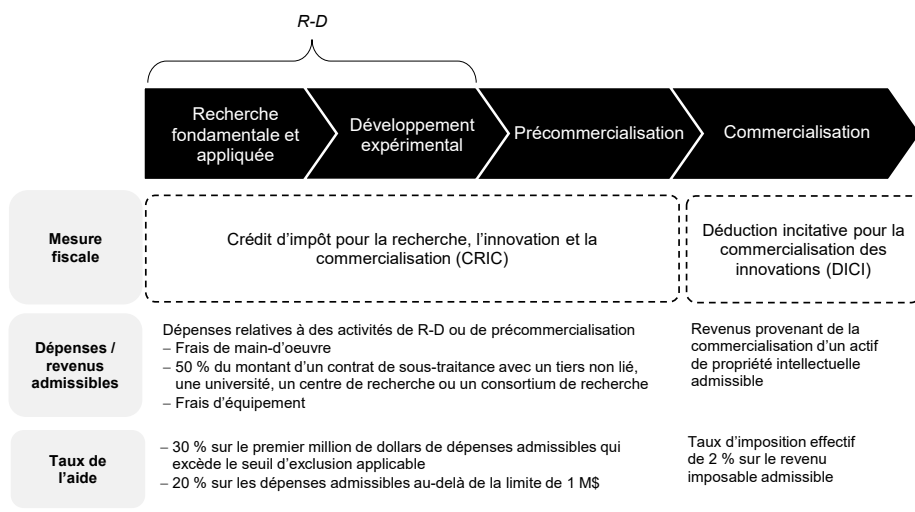 R-D
Recherche
fondamentale et
appliquée
Développement
expérimental
Précommercialisation
Commercialisation
Mesure
fiscale
Crédit d'impôt pour la recherche, l'innovation et la
commercialisation (CRIC)
Déduction incitative pour la
commercialisation des
innovations (DICI)
Dépenses /
revenus
admissibles
Dépenses relatives à des activités de R-D ou de précommercialisation
– Frais de main-d'oeuvre
– 50 % du montant d'un contrat de sous-traitance avec un tiers non lié,
une université, un centre de recherche ou un consortium de recherche
– Frais d'équipement
Revenus provenant de la
commercialisation d'un actif
de propriété intellectuelle
admissible
Taux de
l'aide
– 30 % sur le premier million de dollars de dépenses admissibles qui
excède le seuil d'exclusion applicable
– 20 % sur les dépenses admissibles au-delà de la limite de 1 M$
Taux d'imposition effectif
de 2 % sur le revenu
imposable admissible